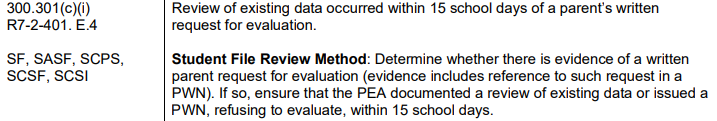 300.301(c)(i)
R7-2-401. E.4
Review of existing data occurred within 15 school days of a parent's written
request for evaluation.
SF, SASF, SCPS,
SCSF, SCSI
Student File Review Method: Determine whether there is evidence of a written
parent request for evaluation (evidence includes reference to such request in a
PWN). If so, ensure that the PEA documented a review of existing data or issued a
PWN, refusing to evaluate, within 15 school days.